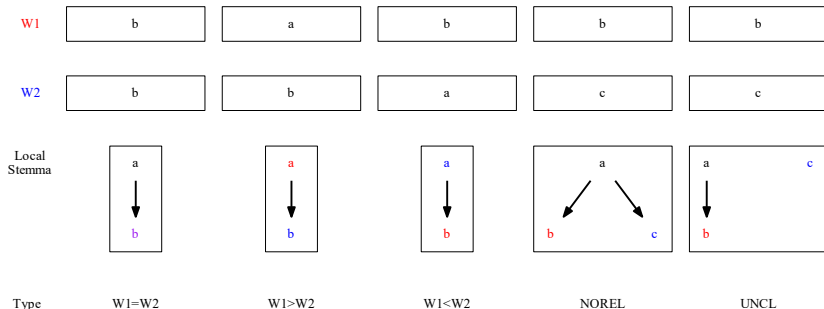 W1 b a b b b
W2 b b a c c
Local
Stemma
a a a a a c
b b b b c b
Type W1=W2 W1>W2 W1<W2 NOREL UNCL